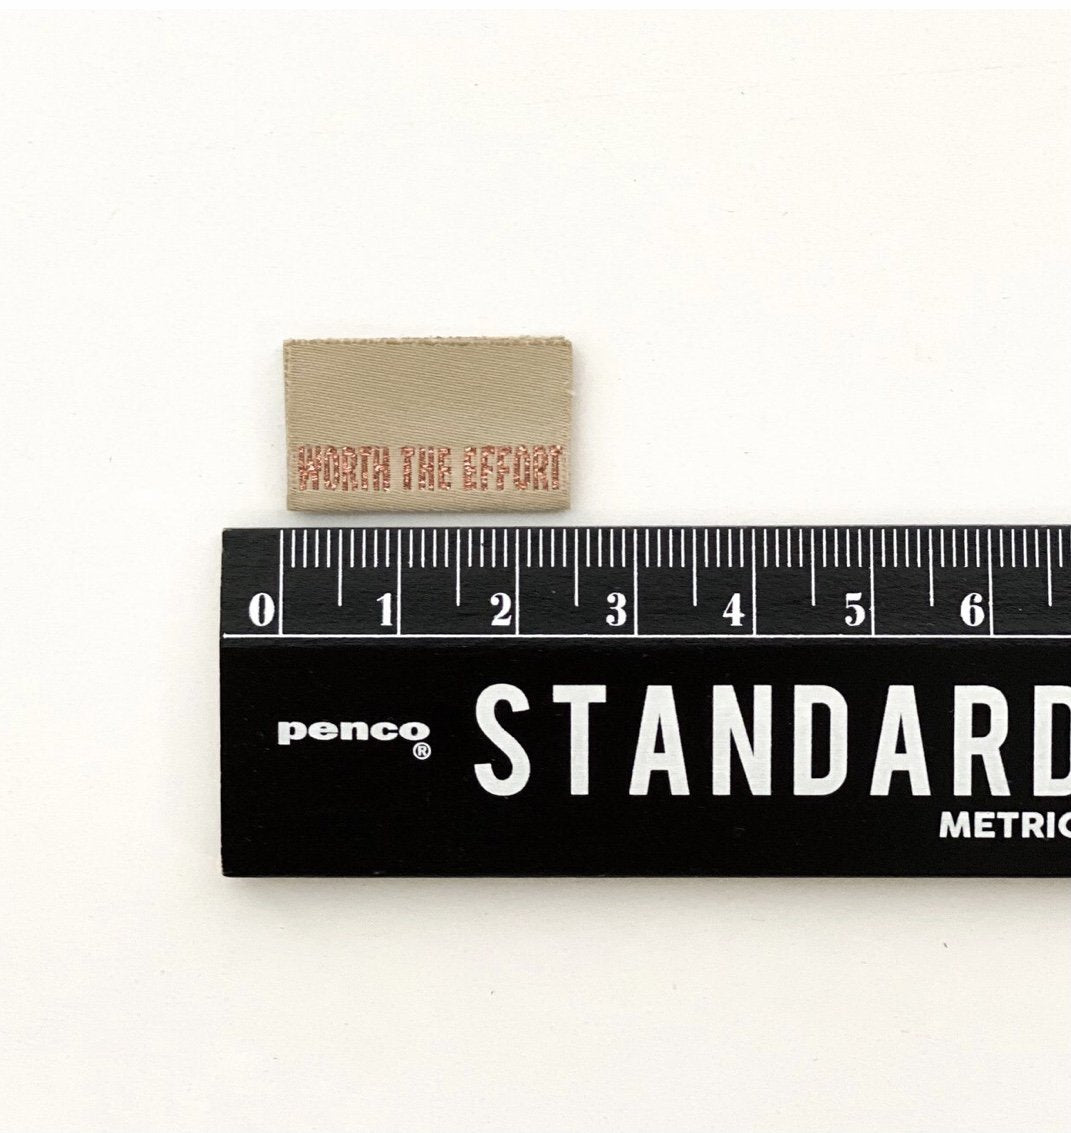 WORTH THE EFFORT
0 1 2 3 4 5 6
penco®
STANDARD
METRIC